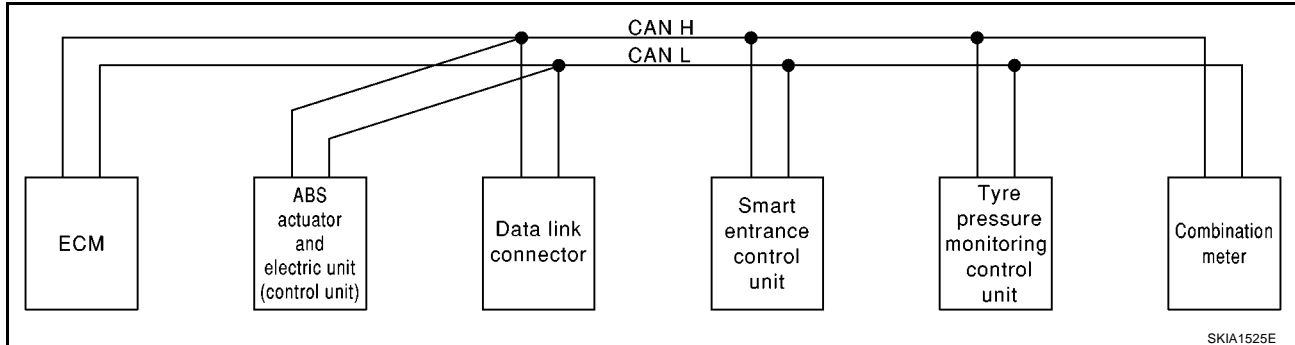 CAN H
CAN L
ECM
ABS
actuator
and
electric unit
(control unit)
Data link
connector
Smart
entrance
control
unit
Tyre
pressure
monitoring
control
unit
Combination
meter
SKIA1525E